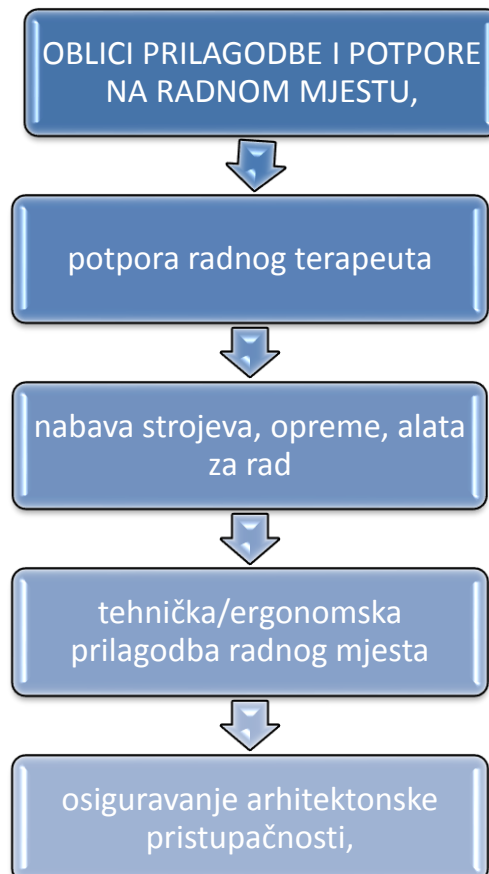 OBLICI PRILAGODBE I POTPORE
NA RADNOM MJESTU,
potpora radnog terapeuta
nabava strojeva, opreme, alata
za rad
tehnička/ergonomska
prilagodba radnog mjesta
osiguravanje arhitektonske
pristupačnosti,